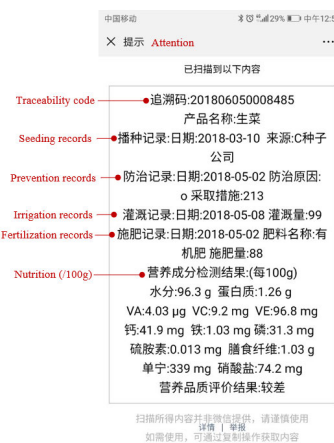 中国移动 29% 中午12:5
× 提示 Attention ...
已扫描到以下内容
Traceability code 追溯码:201806050008485
产品名称:生菜
Seeding records 播种记录:日期:2018-03-10 来源:C种子
公司
Prevention records 防治记录:日期:2018-05-02 防治原因:
o 采取措施:213
Irrigation records 灌溉记录:日期:2018-05-08 灌溉量:99
Fertilization records 施肥记录:日期:2018-05-02 肥料名称:有
机肥 施肥量:88
Nutrition (/100g) 营养成分检测结果:(每100g)
水分:96.3 g 蛋白质:1.26 g
VA:4.03 μg VC:9.2 mg VE:96.8 mg
钙:41.9 mg 铁:1.03 mg 磷:31.3 mg
硫胺素:0.013 mg 膳食纤维:1.03 g
单宁:339 mg 硝酸盐:74.2 mg
营养品质评价结果:较差
扫描所得内容并非微信提供，请谨慎使用
详情 | 举报
如需使用，可通过复制操作获取内容